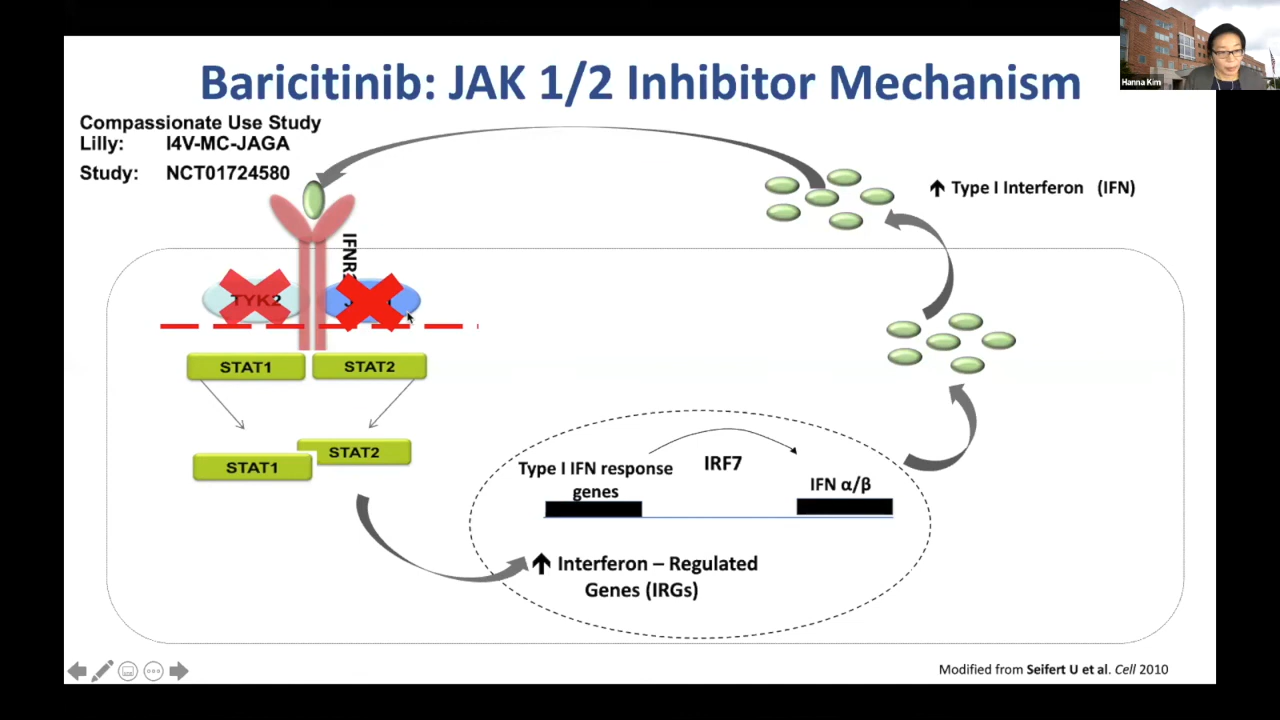 Baricitinib: JAK 1/2 Inhibitor Mechanism
Hanna Kim
Compassionate Use Study
Lilly: I4V-MC-JAGA
Study: NCT01724580
↑ Type I Interferon (IFN)
TYK2
STAT1
STAT2
STAT1
STAT2
Type I IFN response
genes
IRF7
IFN α/β
↑ Interferon – Regulated
Genes (IRGs)
Modified from Seifert U et al. Cell 2010